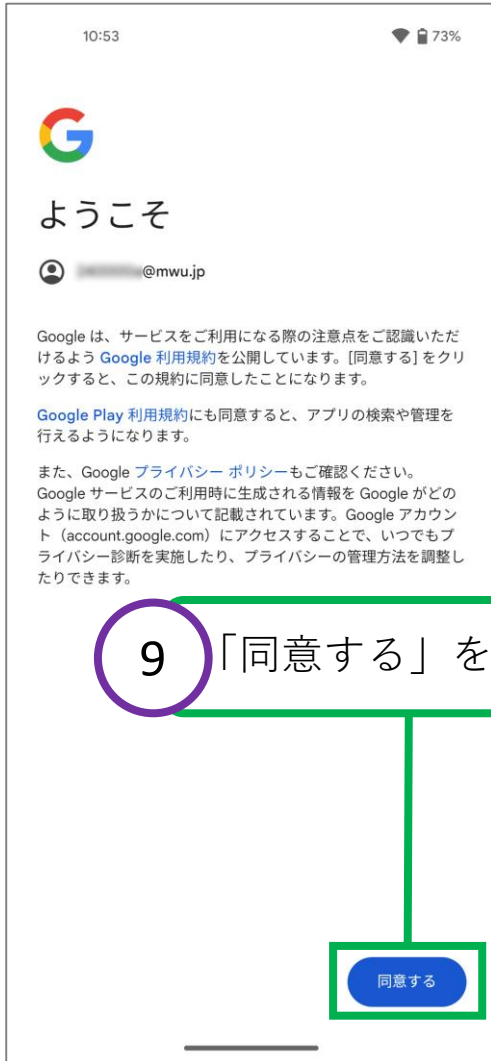 10:53 73%
ようこそ
@mwu.jp
Google は、サービスをご利用になる際の注意点をご認識いただ
けるよう Google 利用規約を公開しています。[同意する] をクリ
ックすると、この規約に同意したことになります。
Google Play 利用規約にも同意すると、アプリの検索や管理を
行えるようになります。
また、Google プライバシー ポリシーもご確認ください。
Google サービスのご利用時に生成される情報を Google がどの
ように取り扱うかについて記載されています。Google アカウン
ト（account.google.com）にアクセスすることで、いつでもプ
ライバシー診断を実施したり、プライバシーの管理方法を調整し
たりできます。
9 「同意する」を
同意する